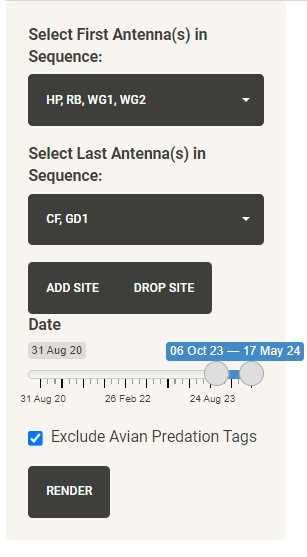 Select First Antenna(s) in
Sequence:
HP, RB, WG1, WG2
Select Last Antenna(s) in
Sequence:
CF, GD1
ADD SITE DROP SITE
Date
31 Aug 20 06 Oct 23 — 17 May 24
31 Aug 20 26 Feb 22 24 Aug 23
Exclude Avian Predation Tags
RENDER